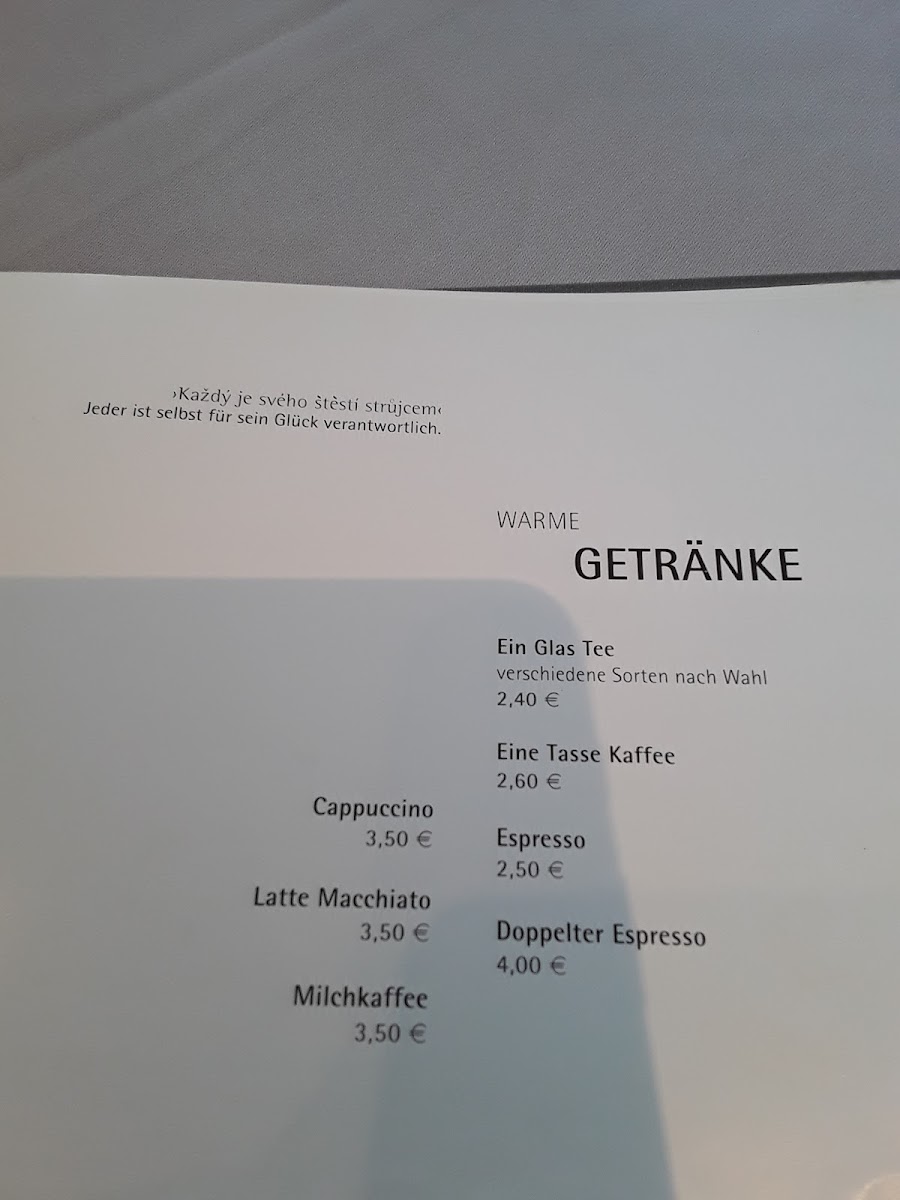 ›Každý je svého štěstí strůjcem‹
Jeder ist selbst für sein Glück verantwortlich.
WARME
GETRÄNKE
Ein Glas Tee
verschiedene Sorten nach Wahl
2,40 €
Eine Tasse Kaffee
2,60 €
Espresso
2,50 €
Doppelter Espresso
4,00 €
Cappuccino
3,50 €
Latte Macchiato
3,50 €
Milchkaffee
3,50 €